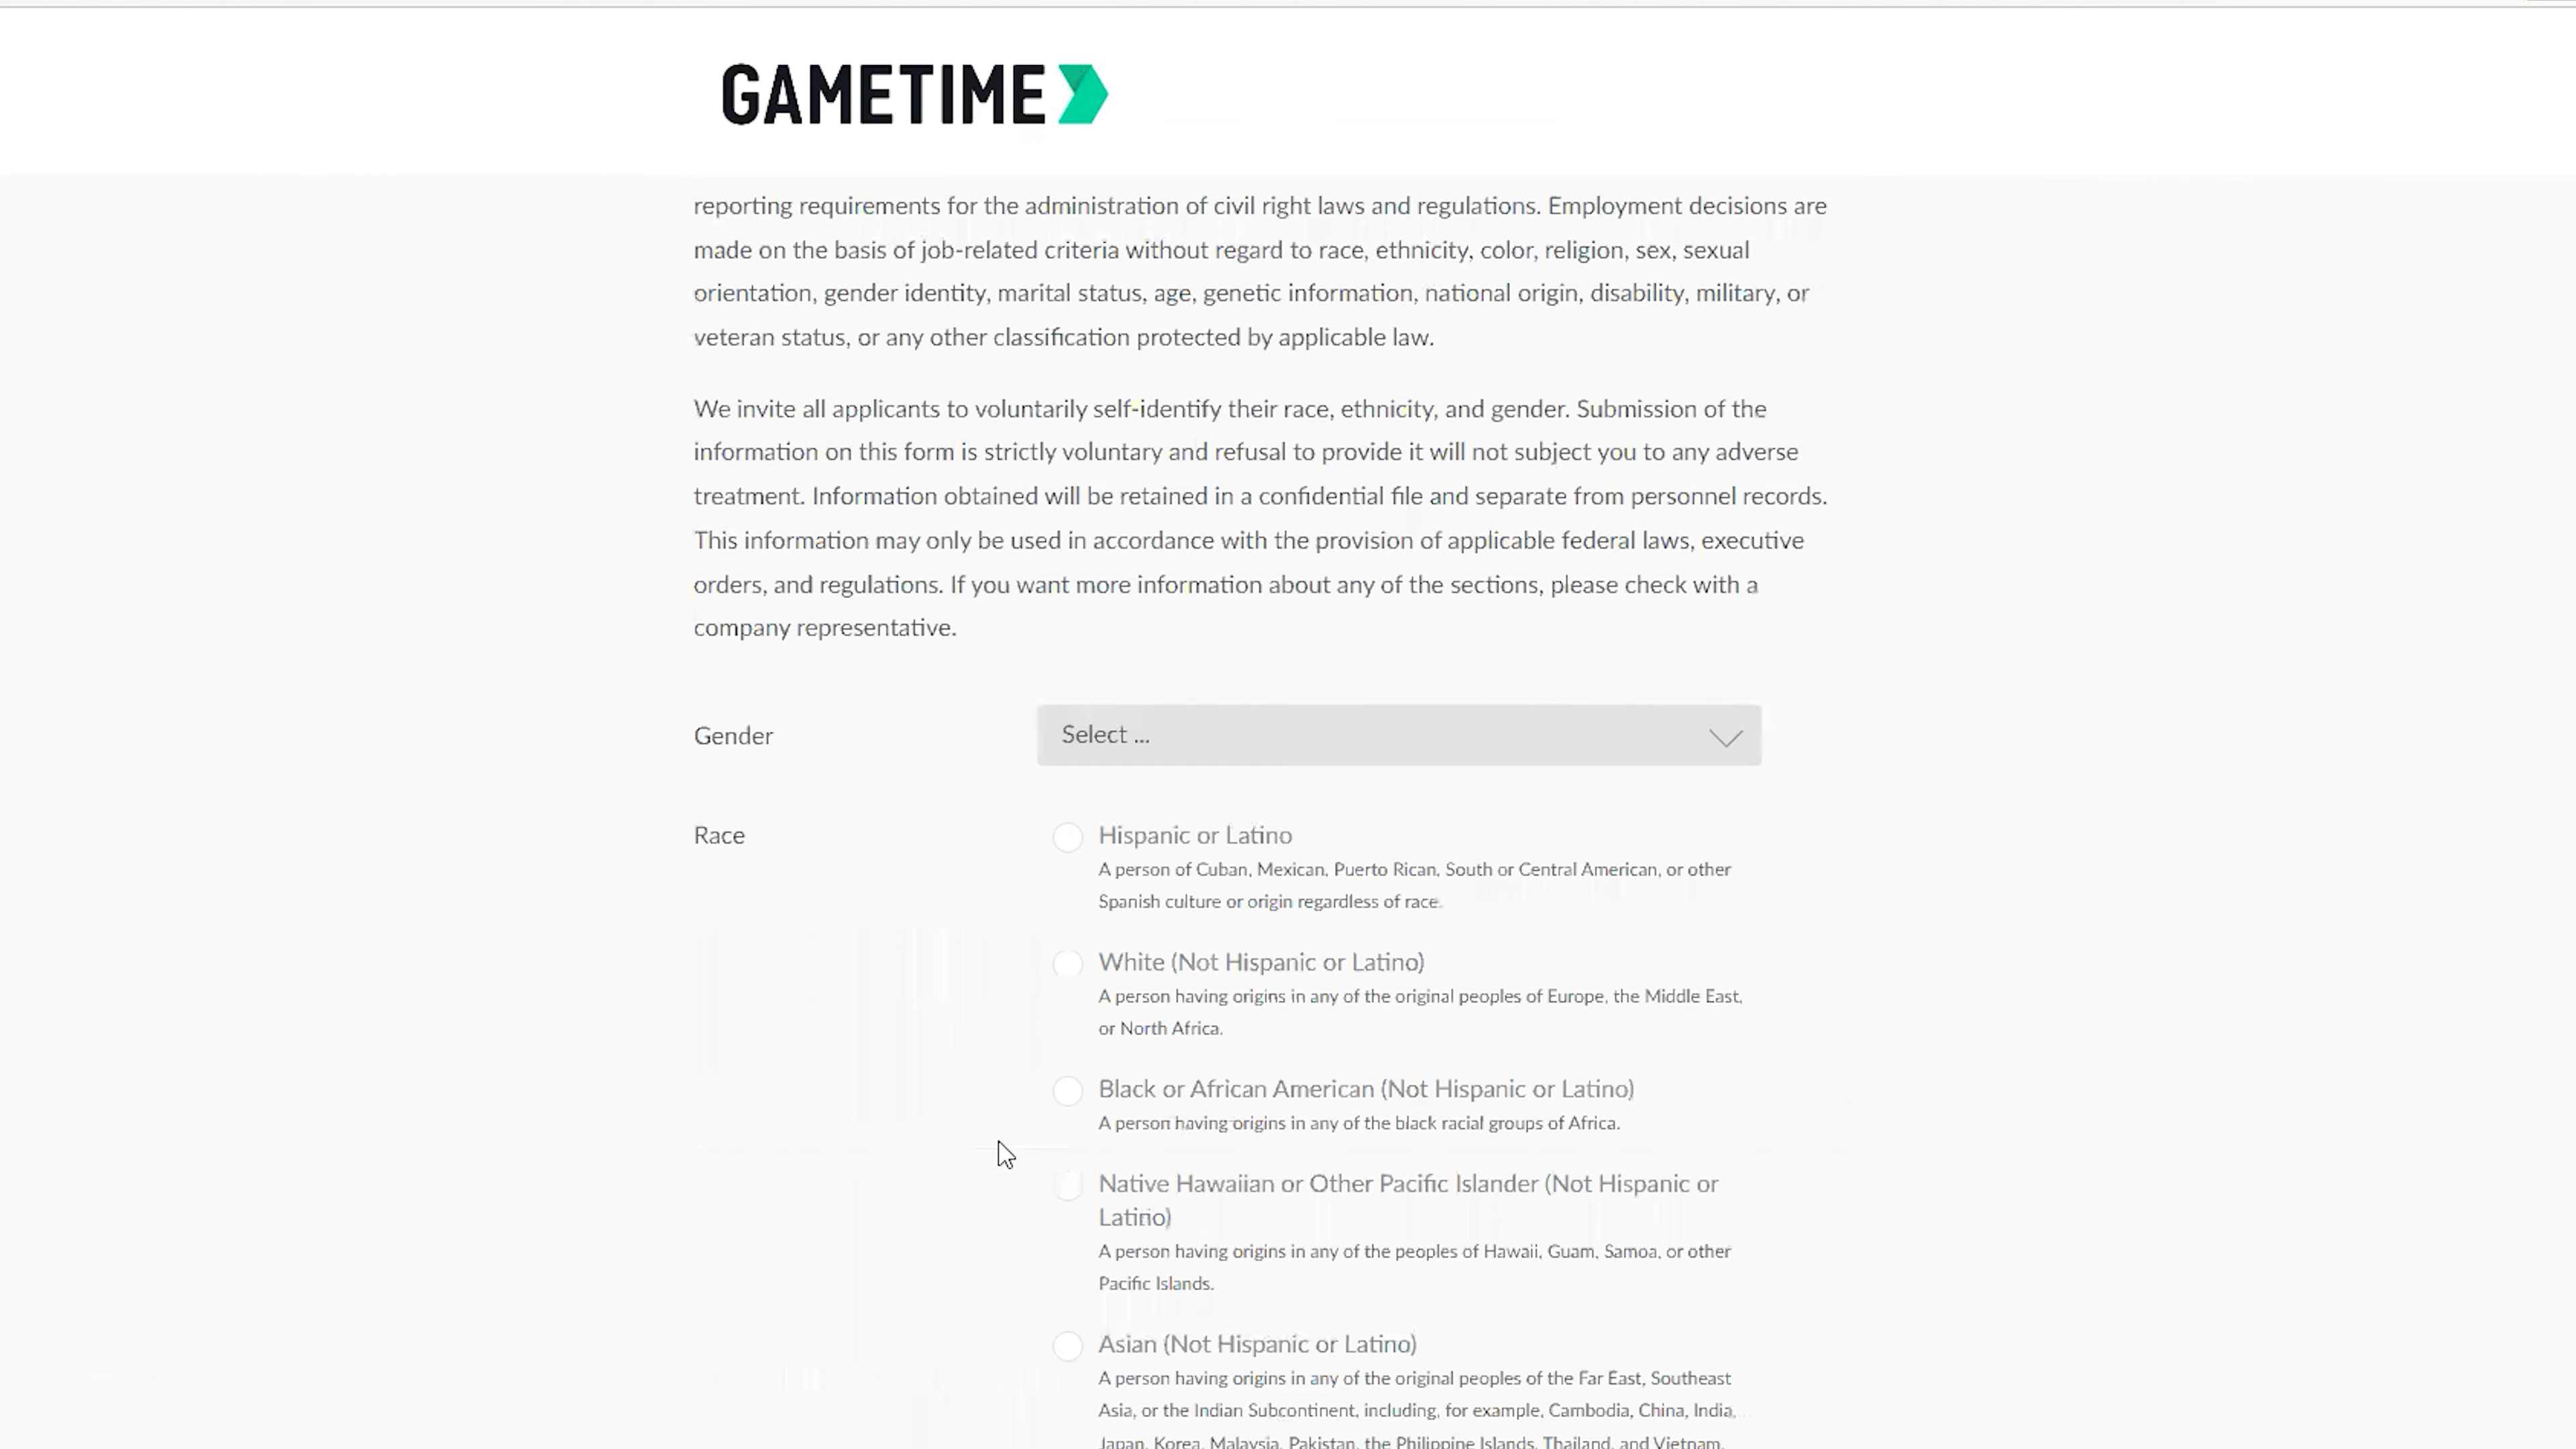 GAMETIME
reporting requirements for the administration of civil right laws and regulations. Employment decisions are
made on the basis of job-related criteria without regard to race, ethnicity, color, religion, sex, sexual
orientation, gender identity, marital status, age, genetic information, national origin, disability, military, or
veteran status, or any other classification protected by applicable law.
We invite all applicants to voluntarily self-identify their race, ethnicity, and gender. Submission of the
information on this form is strictly voluntary and refusal to provide it will not subject you to any adverse
treatment. Information obtained will be retained in a confidential file and separate from personnel records.
This information may only be used in accordance with the provision of applicable federal laws, executive
orders, and regulations. If you want more information about any of the sections, please check with a
company representative.
Gender
Select ...
Race
Hispanic or Latino
A person of Cuban, Mexican, Puerto Rican, South or Central American, or other
Spanish culture or origin regardless of race.
White (Not Hispanic or Latino)
A person having origins in any of the original peoples of Europe, the Middle East,
or North Africa.
Black or African American (Not Hispanic or Latino)
A person having origins in any of the black racial groups of Africa.
Native Hawaiian or Other Pacific Islander (Not Hispanic or
Latino)
A person having origins in any of the peoples of Hawaii, Guam, Samoa, or other
Pacific Islands.
Asian (Not Hispanic or Latino)
A person having origins in any of the original peoples of the Far East, Southeast
Asia, or the Indian Subcontinent, including, for example, Cambodia, China, India,
Japan, Korea, Malaysia, Pakistan, the Philippine Islands, Thailand, and Vietnam.